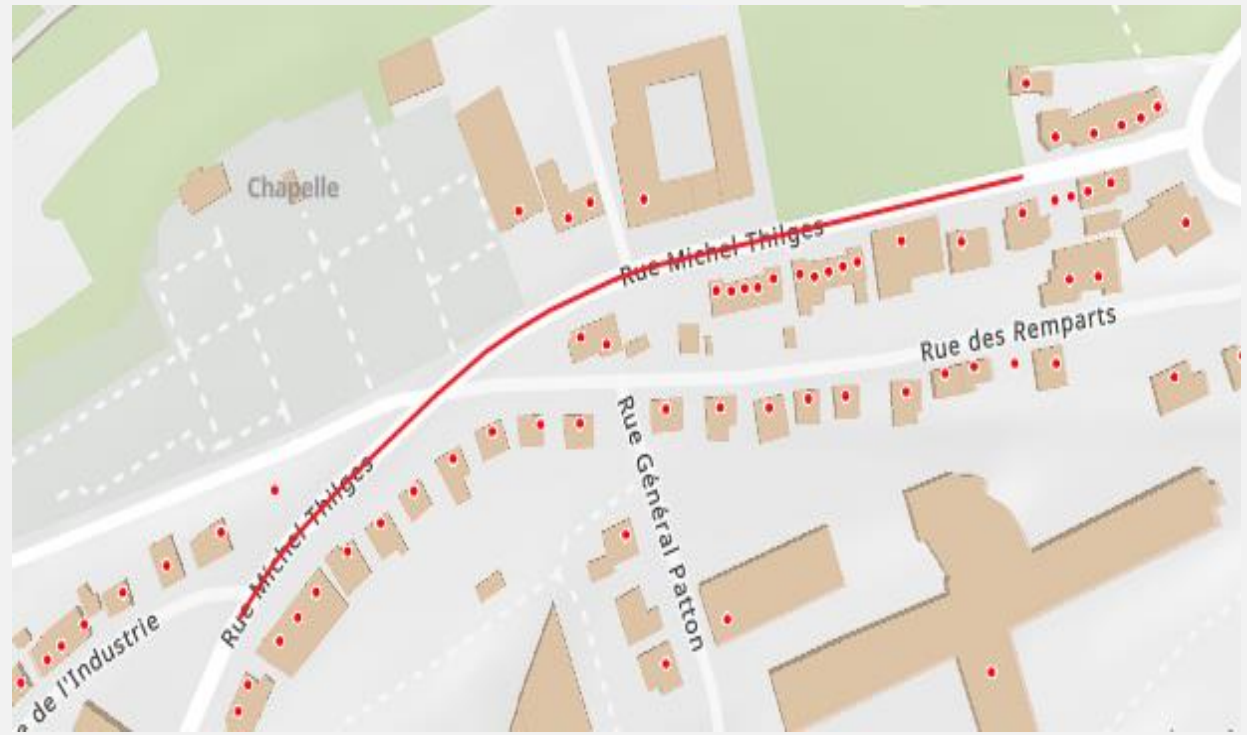 Chapelle
Rue Michel Thilges
Rue des Remparts
Rue Général Patton
Rue Michel Thilges
e de l'Industrie